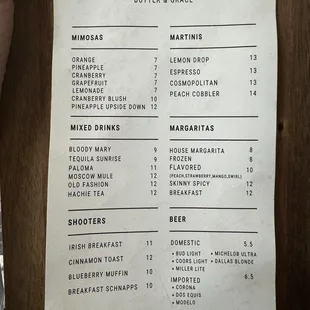 BUTTER & GRACE
MIMOSAS
ORANGE 7
PINEAPPLE 7
CRANBERRY 7
GRAPEFRUIT 7
LEMONADE 7
CRANBERRY BLUSH 10
PINEAPPLE UPSIDE DOWN 12
MARTINIS
LEMON DROP 13
ESPRESSO 13
COSMOPOLITAN 13
PEACH COBBLER 14
MIXED DRINKS
BLOODY MARY 9
TEQUILA SUNRISE 9
PALOMA 11
MOSCOW MULE 12
OLD FASHION 12
HACHIE TEA 12
MARGARITAS
HOUSE MARGARITA 8
FROZEN 8
FLAVORED 10
(PEACH,STRAWBERRY,MANGO,SWIRL)
SKINNY SPICY 12
BREAKFAST 12
SHOOTERS
IRISH BREAKFAST 11
CINNAMON TOAST 12
BLUEBERRY MUFFIN 10
BREAKFAST SCHNAPPS 10
BEER
DOMESTIC 5.5
• BUD LIGHT • MICHELOB ULTRA
• COORS LIGHT • DALLAS BLONDE
• MILLER LITE
IMPORTED 6.5
• CORONA
• DOS EQUIS
• MODELO